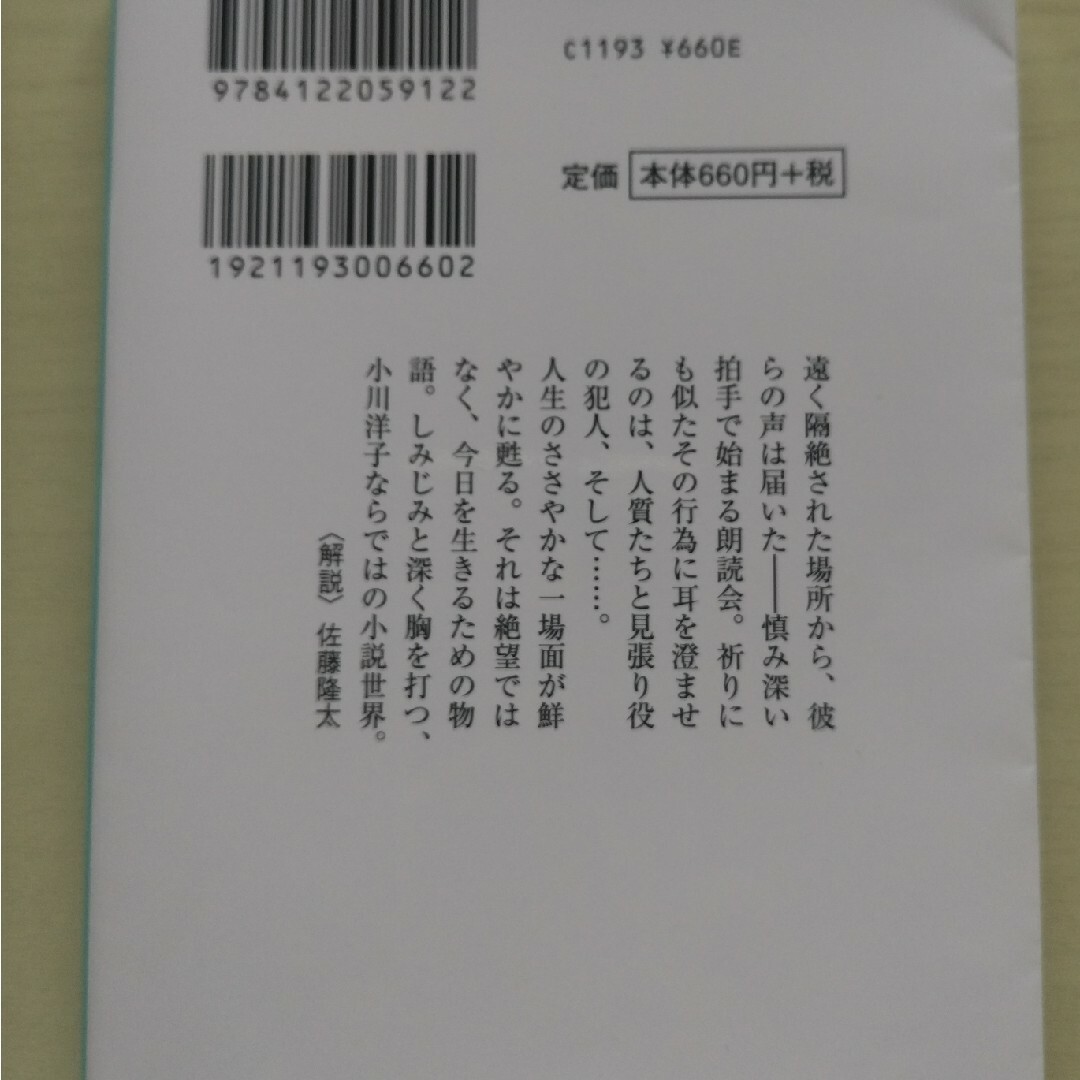 9784122059122
C1193 ¥660E
定価 本体660円+税
1921193006602
遠く隔絶された場所から、彼
らの声は届いた――慎み深い
拍手で始まる朗読会。祈りに
も似たその行為に耳を澄ませ
るのは、人質たちと見張り役
の犯人、そして……。
人生のささやかな一場面が鮮
やかに甦る。それは絶望では
なく、今日を生きるための物
語。しみじみと深く胸を打つ、
小川洋子ならではの小説世界。
〈解説〉佐藤隆太